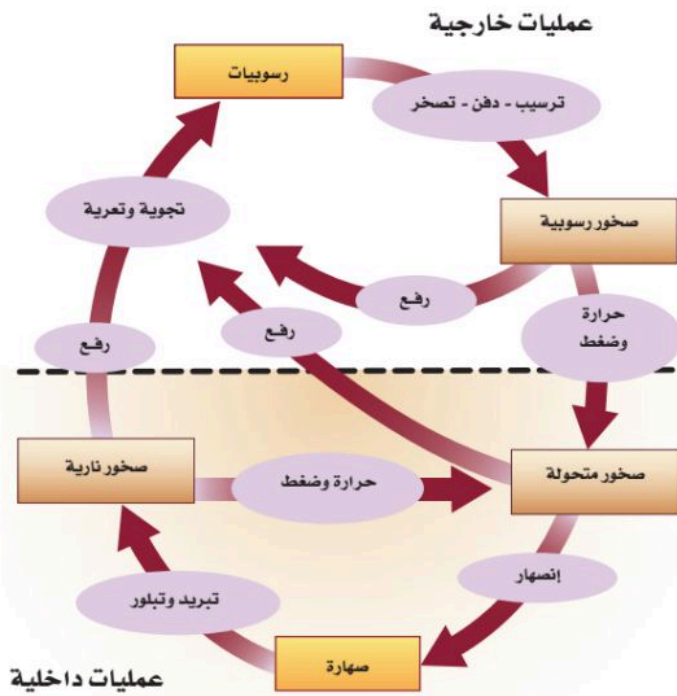 عمليات خارجية
رسوبيات
ترسيب - دفن - تصخر
تجوية وتعرية
صخور رسوبية
رفع
حرارة
وضغط
رفع
رفع
صخور نارية
حرارة وضغط
صخور متحولة
إنصهار
تبريد وتبلور
صهارة
عمليات داخلية